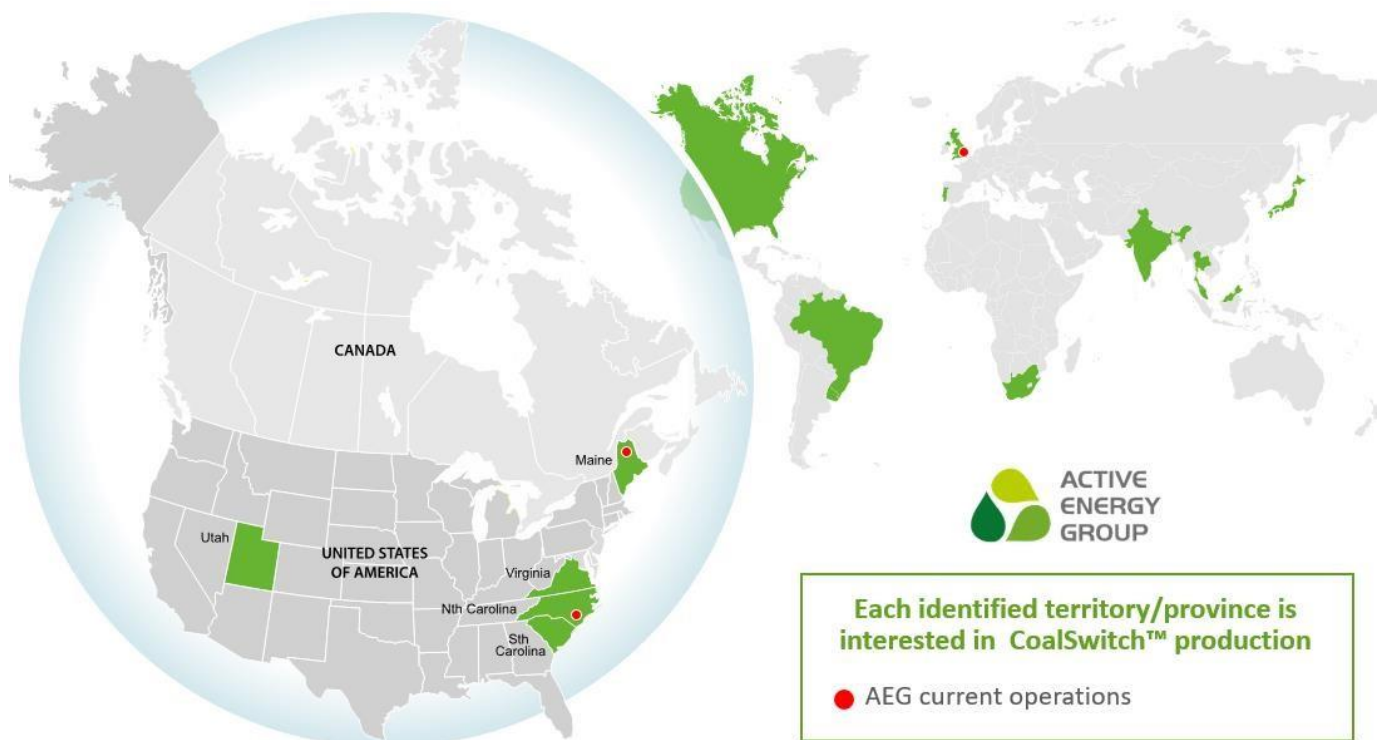 CANADA
Maine
Utah
UNITED STATES
OF AMERICA
Virginia
Nth Carolina
Sth
Carolina
ACTIVE
ENERGY
GROUP
Each identified territory/province is
interested in CoalSwitch™ production
AEG current operations